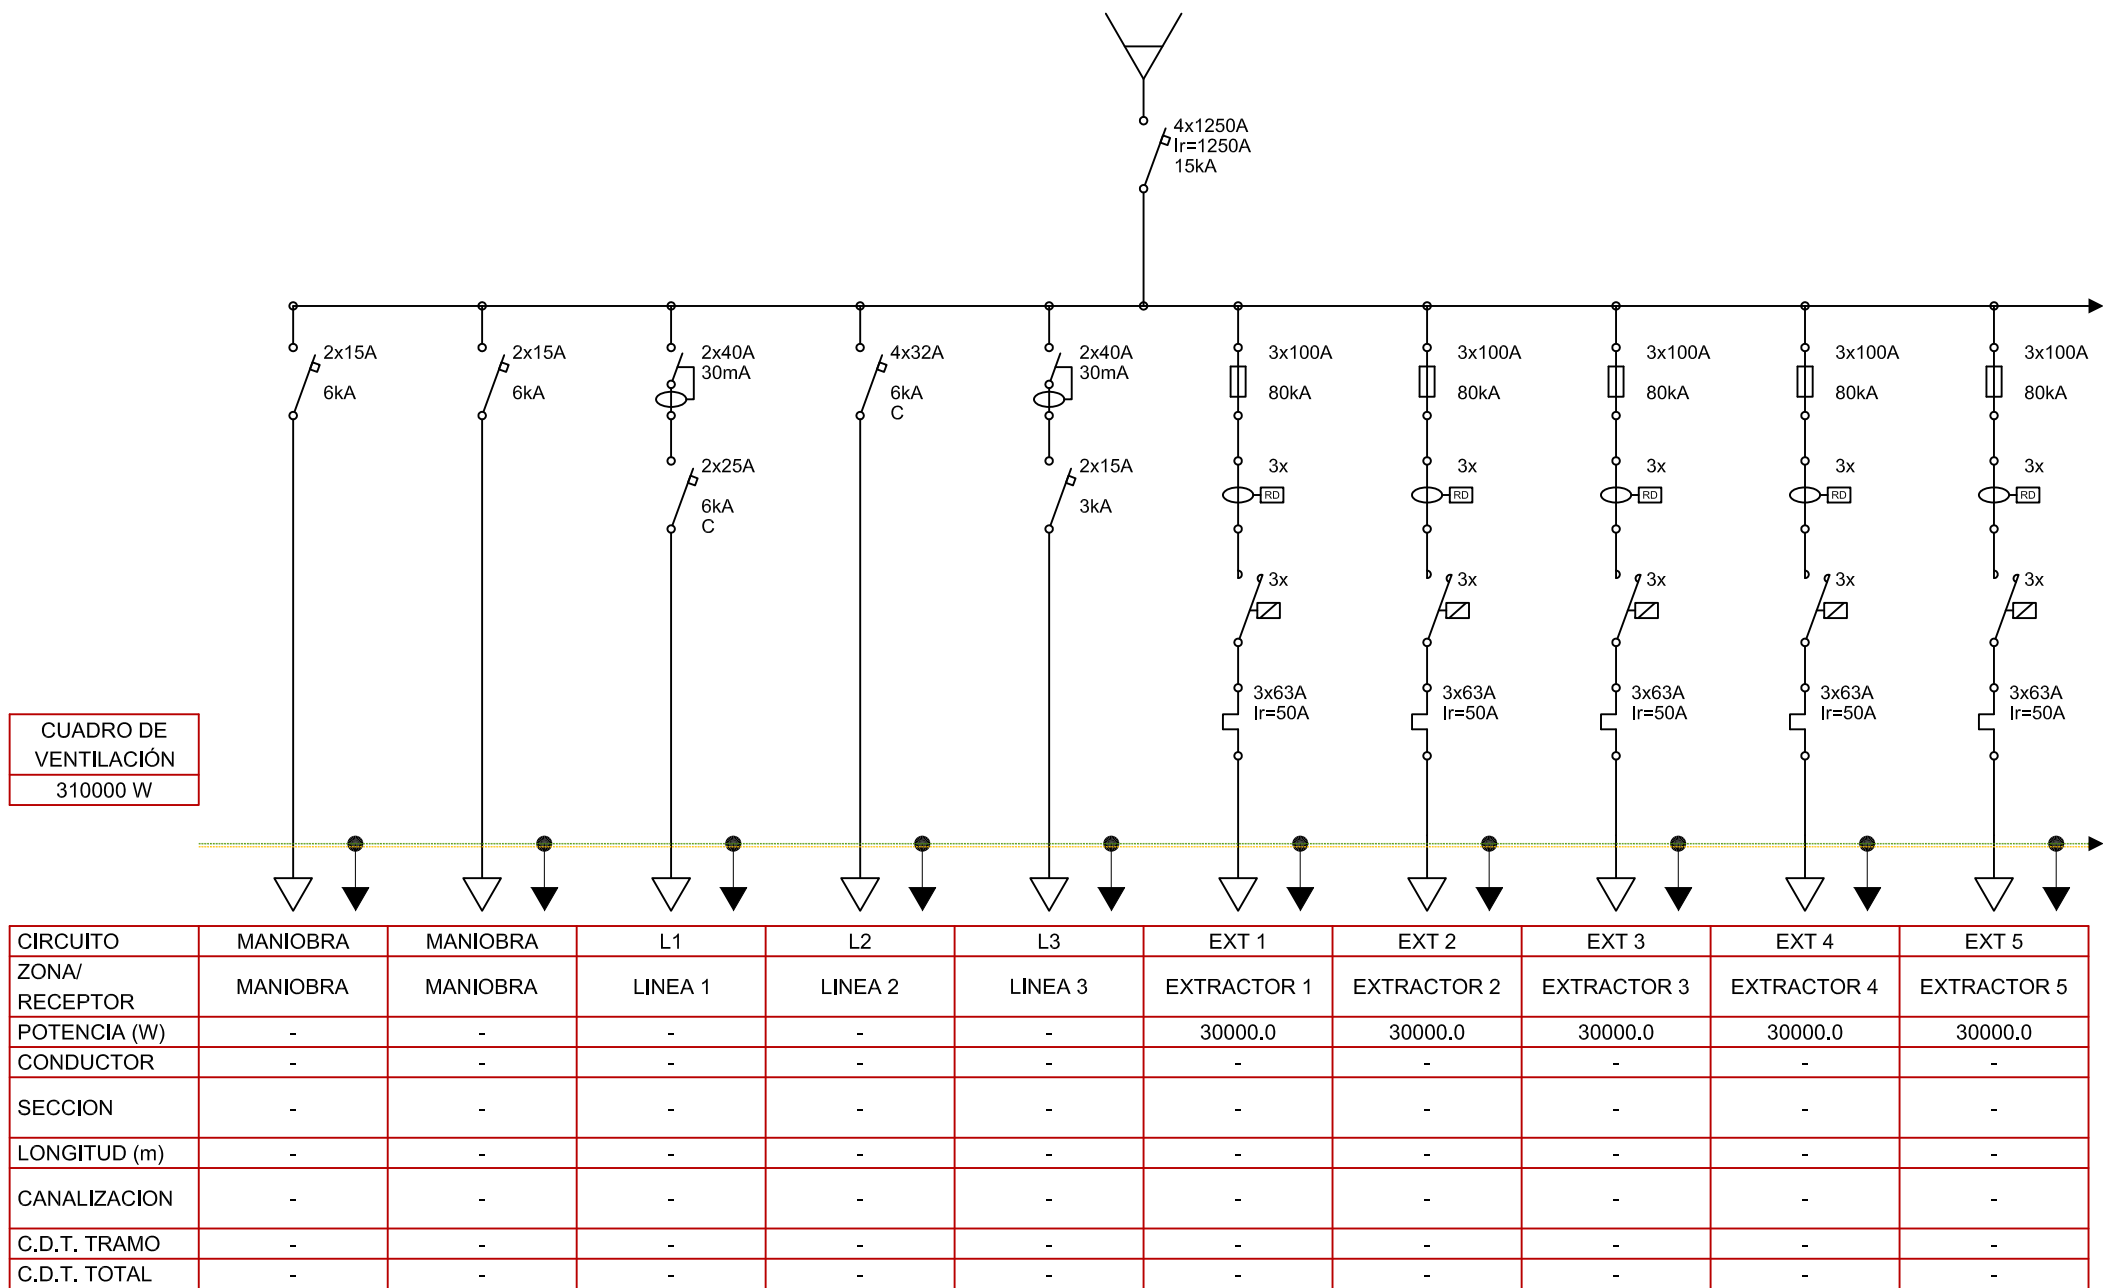 4x1250A
Ir=1250A
15kA
2x15A
6kA
2x15A
6kA
2x40A
30mA
2x25A
6kA
C
4x32A
6kA
C
2x40A
30mA
2x15A
3kA
3x100A
80kA
3x
RD
3x
3x63A
Ir=50A
3x100A
80kA
3x
RD
3x
3x63A
Ir=50A
3x100A
80kA
3x
RD
3x
3x63A
Ir=50A
3x100A
80kA
3x
RD
3x
3x63A
Ir=50A
3x100A
80kA
3x
RD
3x
3x63A
Ir=50A
CUADRO DE
VENTILACIÓN
310000 W
CIRCUITO MANIOBRA MANIOBRA L1 L2 L3 EXT 1 EXT 2 EXT 3 EXT 4 EXT 5
ZONA/
RECEPTOR MANIOBRA MANIOBRA LINEA 1 LINEA 2 LINEA 3 EXTRACTOR 1 EXTRACTOR 2 EXTRACTOR 3 EXTRACTOR 4 EXTRACTOR 5
POTENCIA (W) - - - - - 30000.0 30000.0 30000.0 30000.0 30000.0
CONDUCTOR - - - - - - - - - -
SECCION - - - - - - - - - -
LONGITUD (m) - - - - - - - - - -
CANALIZACION - - - - - - - - - -
C.D.T. TRAMO - - - - - - - - - -
C.D.T. TOTAL - - - - - - - - - -